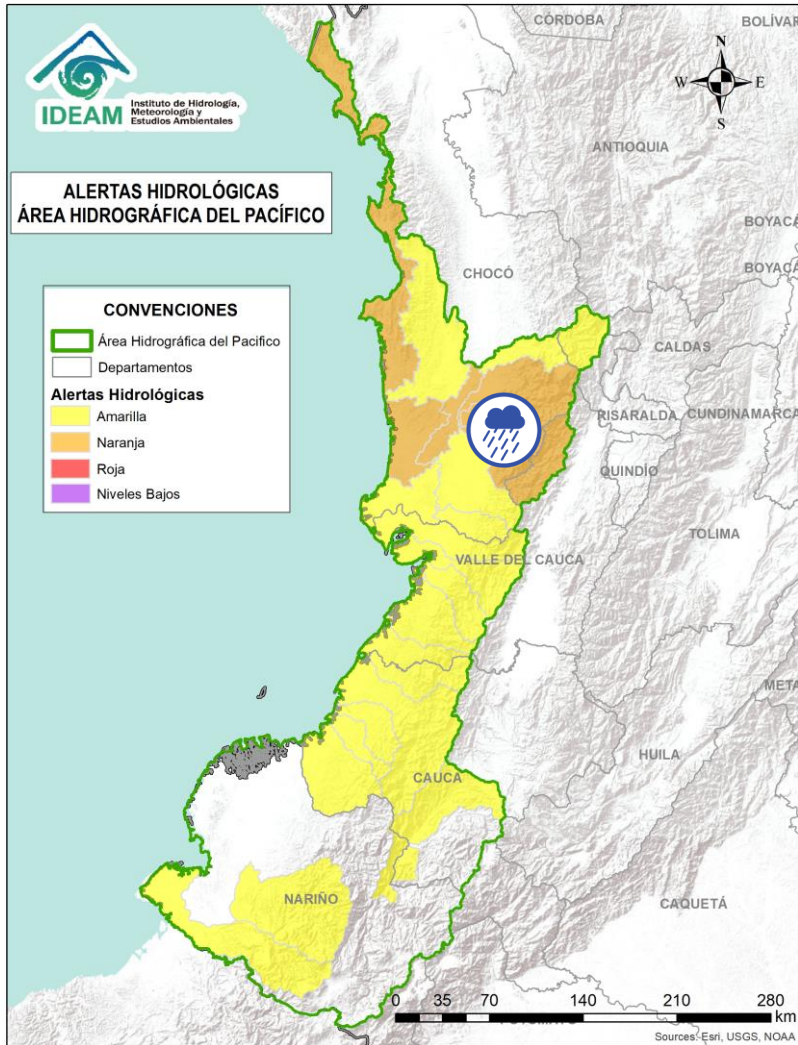 CÓRDOBA
BOLÍVAR
IDEAM
Instituto de Hidrología,
Meteorología y
Estudios Ambientales
N
W E
S
ANTIOQUIA
ALERTAS HIDROLÓGICAS
ÁREA HIDROGRÁFICA DEL PACÍFICO
BOYACÁ
BOYACÁ
CHOCÓ
CONVENCIONES
Área Hidrográfica del Pacifico
Departamentos
Alertas Hidrológicas
Amarilla
Naranja
Roja
Niveles Bajos
CALDAS
RISARALDA
CUNDINAMARCA
QUINDÍO
TOLIMA
VALLE DEL CAUCA
META
HUILA
CAUCA
NARIÑO
CAQUETÁ
0 35 70 140 210 280
km
Sources: Esri, USGS, NOAA